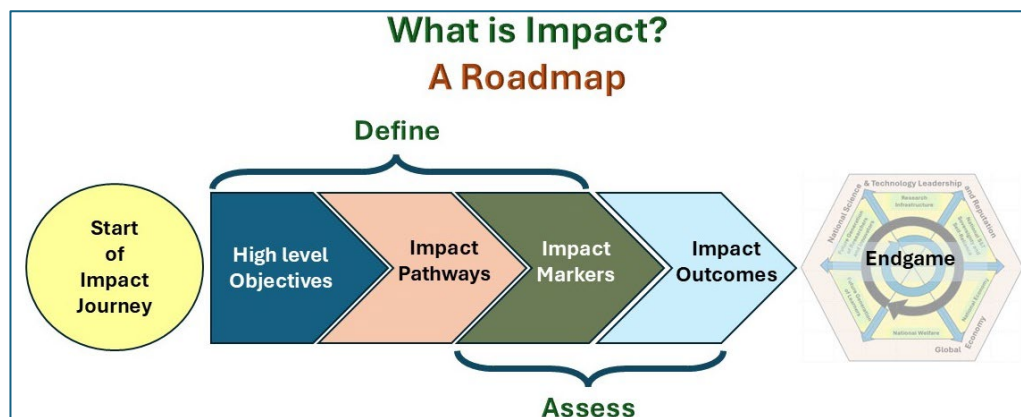 What is Impact?
A Roadmap
Define
Start
of
Impact
Journey
High level
Objectives
Impact
Pathways
Impact
Markers
Impact
Outcomes
Endgame
National Science
& Technology Leadership
and Reputation
Research
Infrastructure
National Economy
National Welfare
Global
Economy
Assess